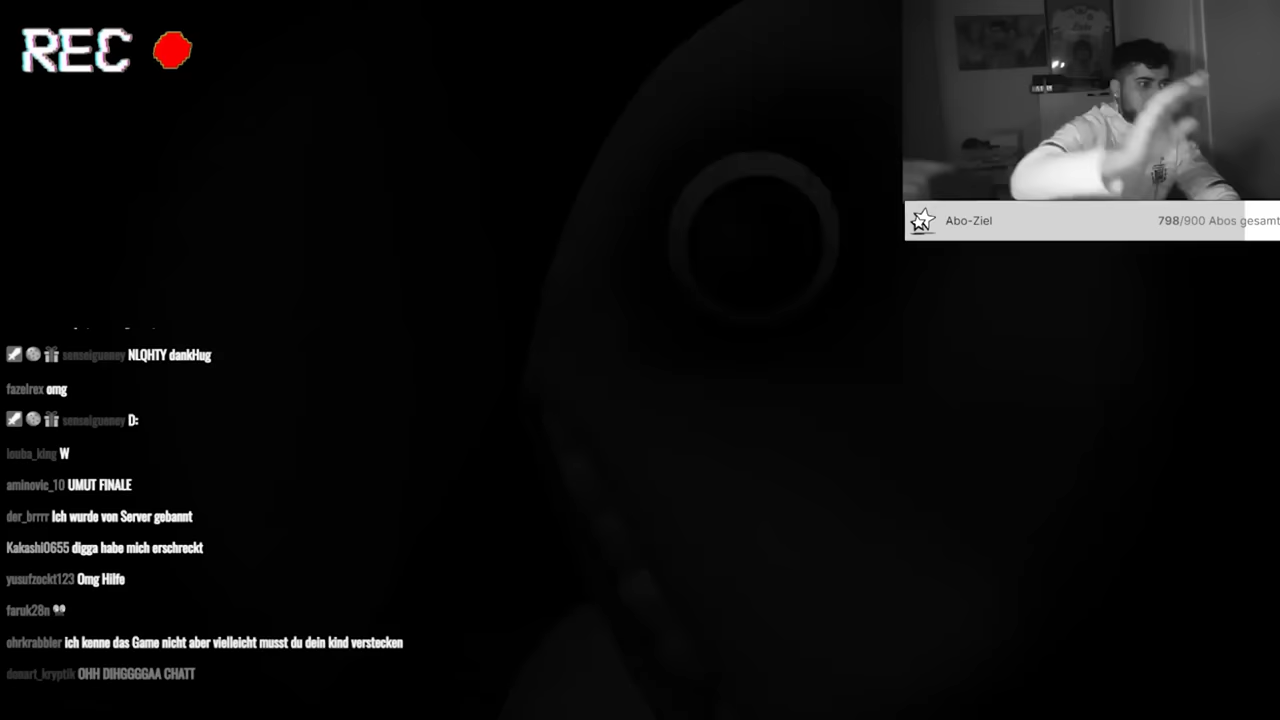 REC
Abo-Ziel 798/900 Abos gesamt
NLQHTY dankHug
fazelrex omg
D:
louba_king W
aminovic_10 UMUT FINALE
der_brrrr Ich wurde von Server gebannt
Kakashi0655 digga habe mich erschreckt
yusufzockt123 Omg Hilfe
faruk28n
ohrkrabbler ich kenne das Game nicht aber vielleicht musst du dein kind verstecken
donart_kryptik OHH DIHGGGGAA CHATT